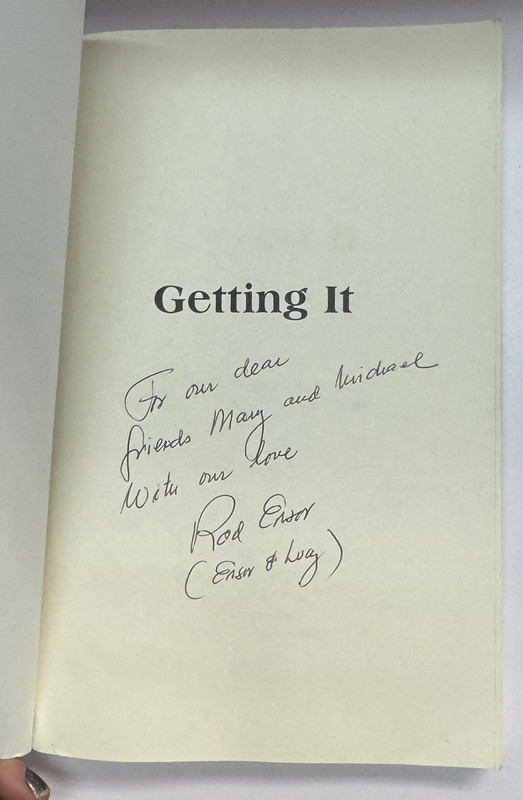 Getting It
For our dear
friends Mary and Michael
With our love
Rod Ensor
(Ensor & Lucy)